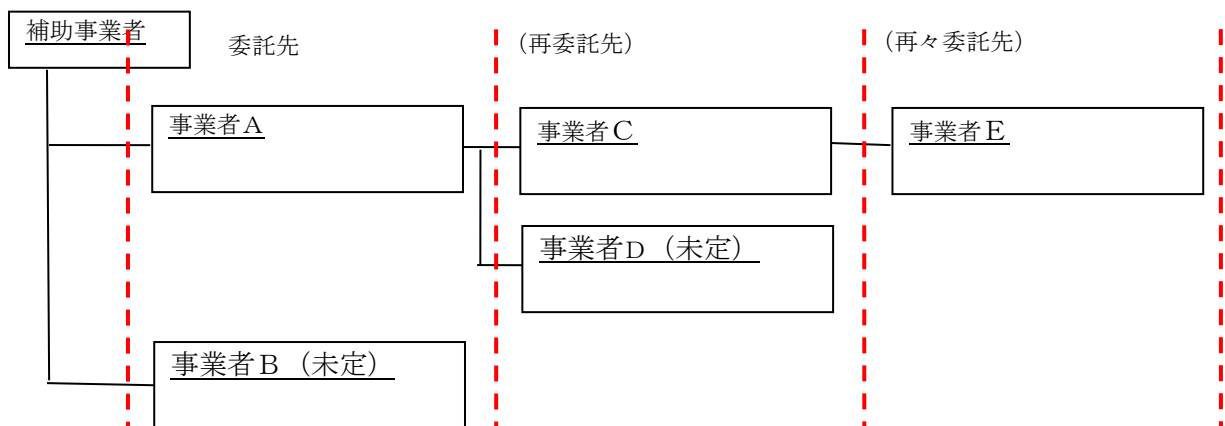 補助事業者
委託先
(再委託先)
(再々委託先)
事業者A
事業者C
事業者E
事業者D（未定）
事業者B（未定）